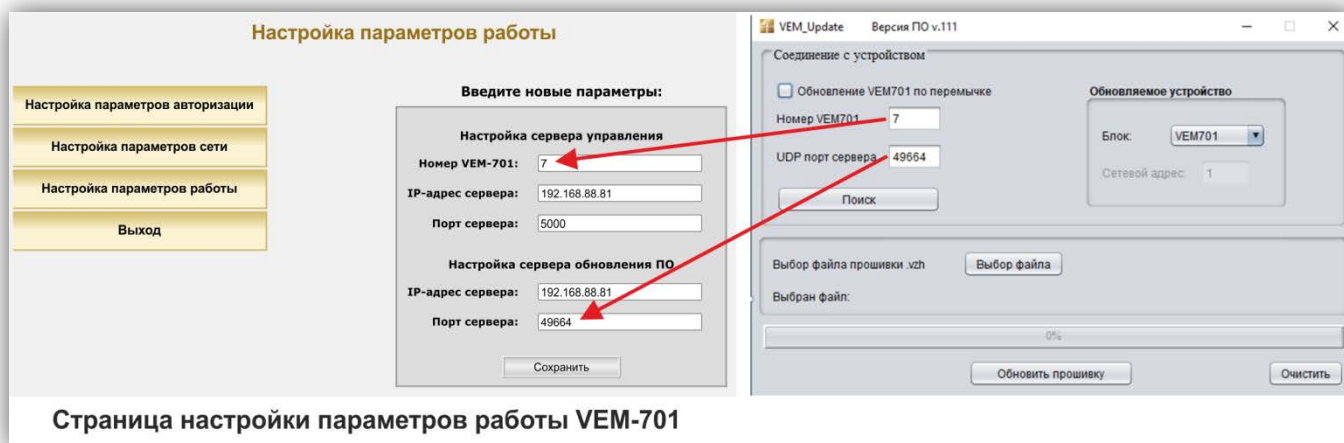 Настройка параметров работы
Настройка параметров авторизации
Настройка параметров сети
Настройка параметров работы
Выход
Введите новые параметры:
Настройка сервера управления
Номер VEM-701: 7
IP-адрес сервера: 192.168.88.81
Порт сервера: 5000
Настройка сервера обновления ПО
IP-адрес сервера: 192.168.88.81
Порт сервера: 49664
Сохранить
VEM_Update Версия ПО v.111
Соединение с устройством
Обновление VEM701 по перемычке
Номер VEM701 7
UDP порт сервера 49664
Поиск
Обновляемое устройство
Блок: VEM701
Сетевой адрес: 1
Выбор файла прошивки .vzh Выбор файла
Выбран файл:
0%
Обновить прошивку Очистить
Страница настройки параметров работы VEM-701